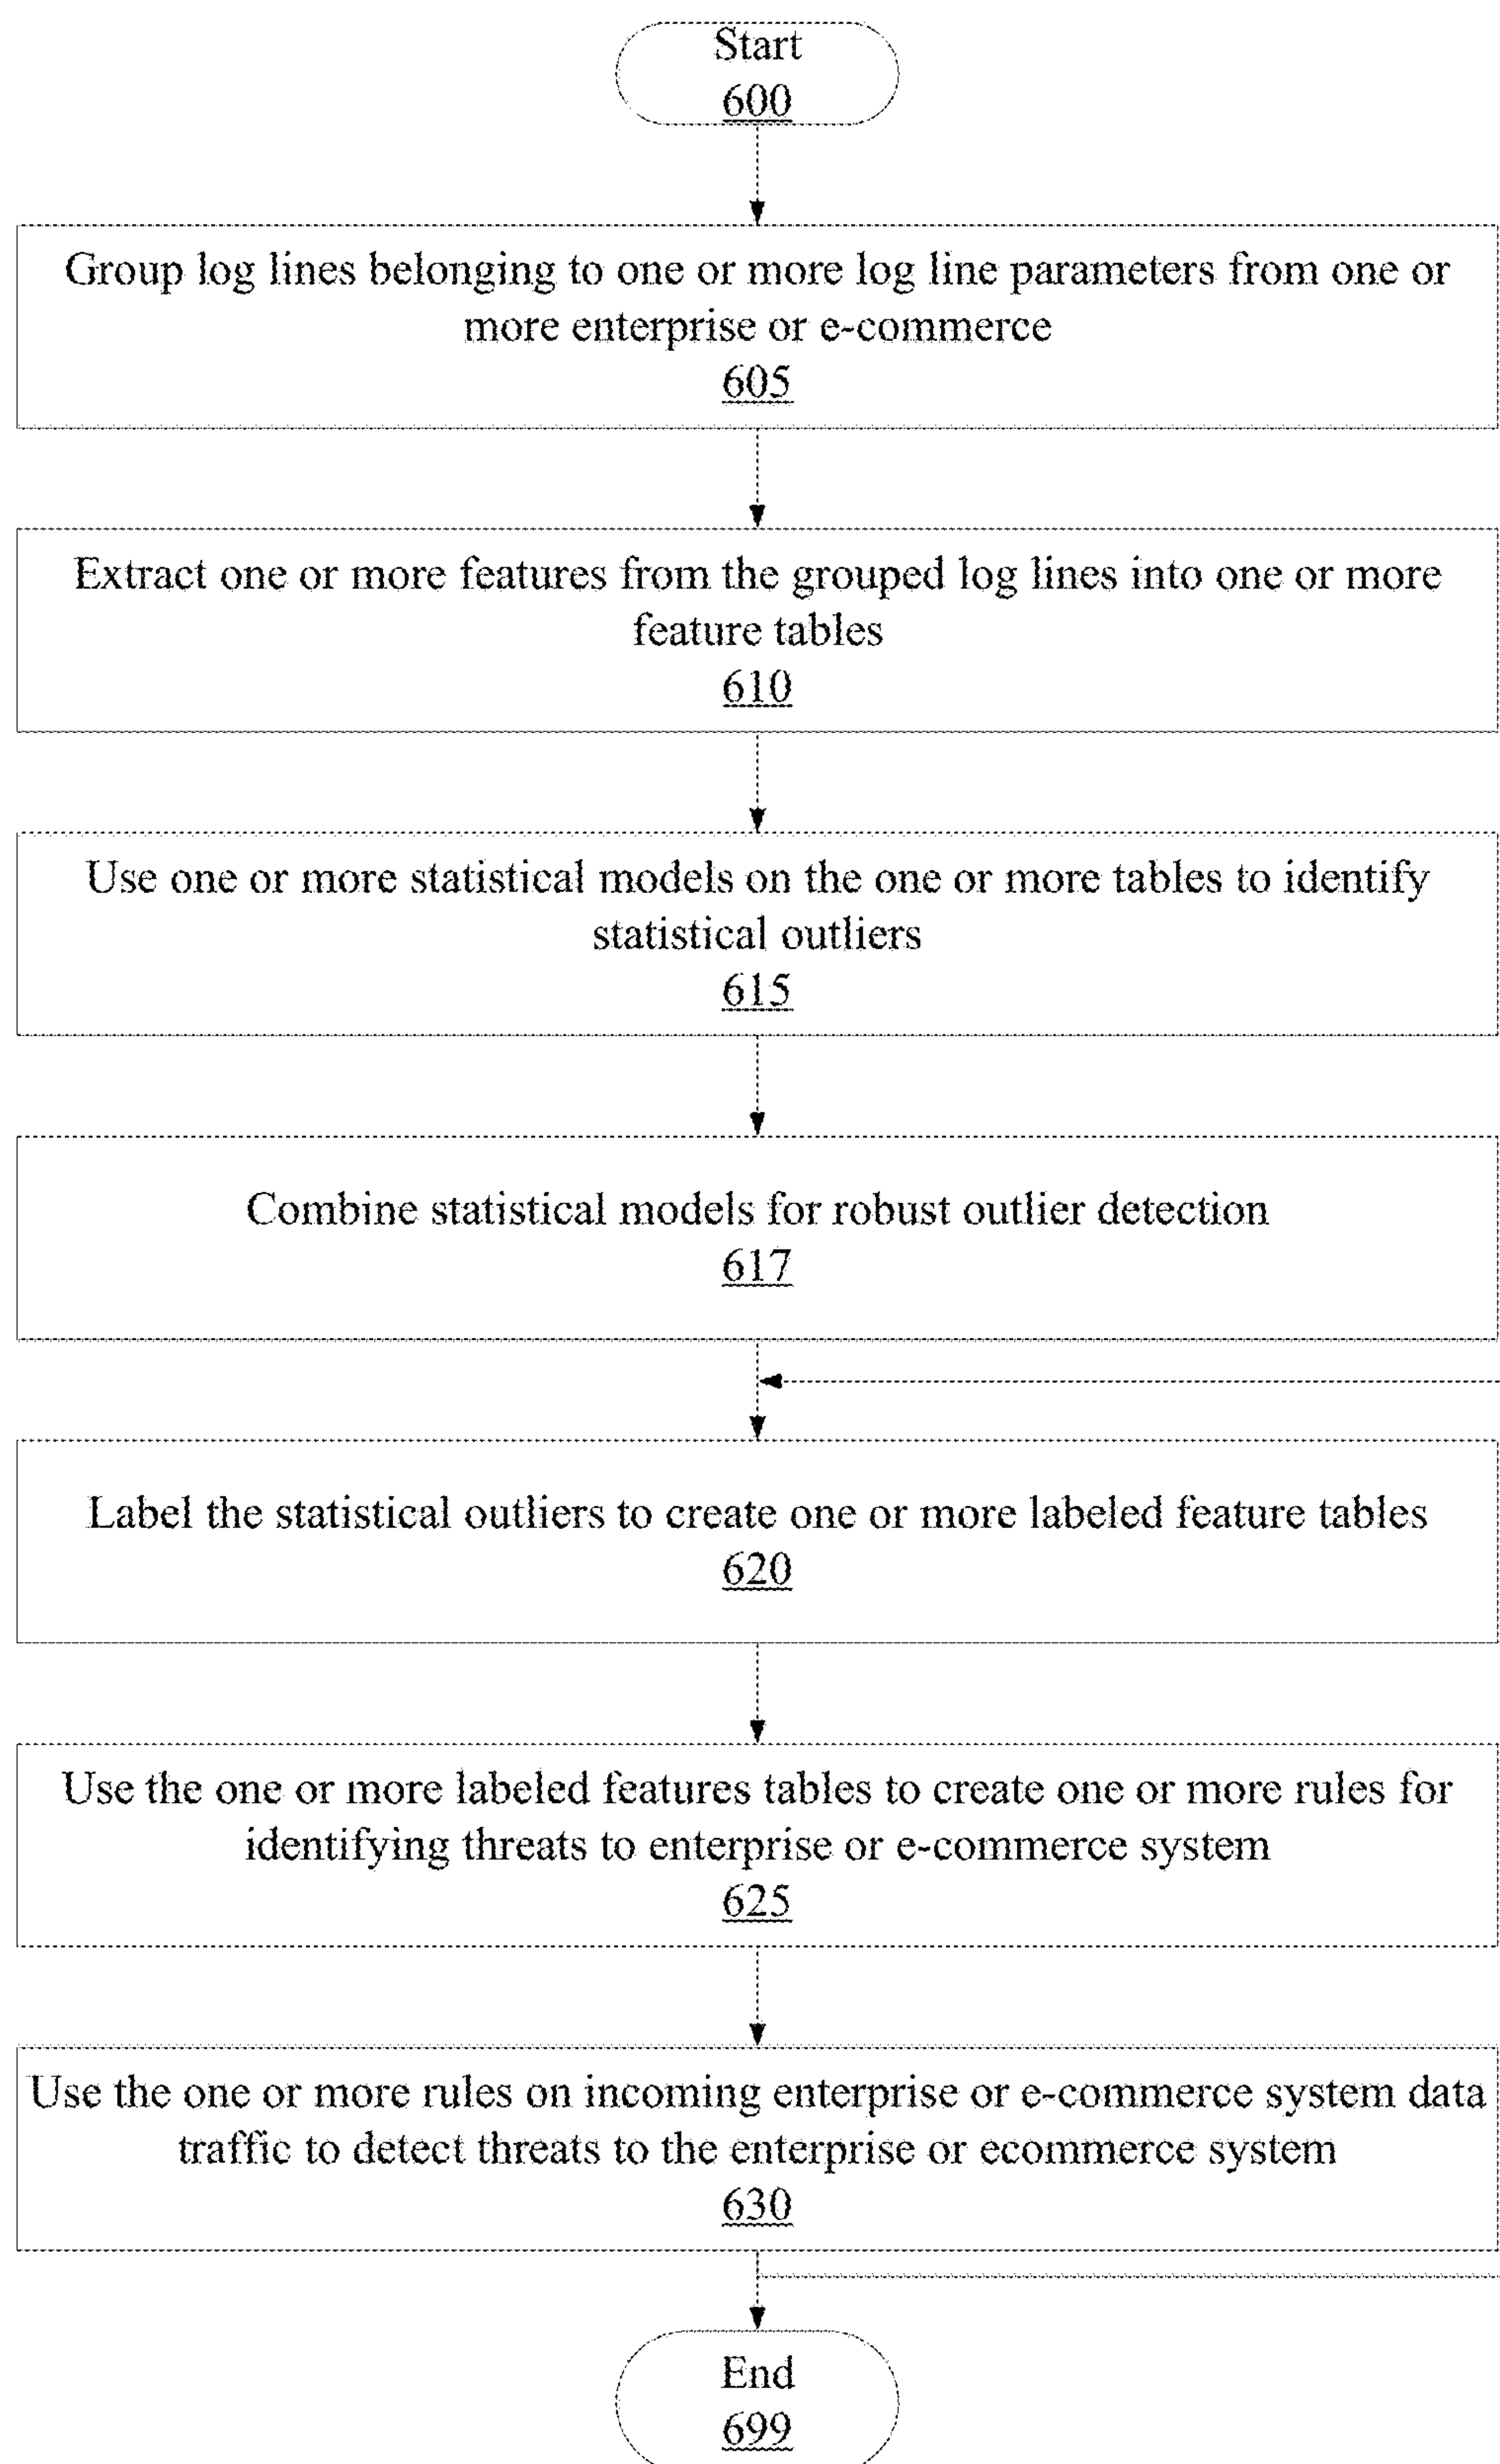 Start
600
Group log lines belonging to one or more log line parameters from one or
more enterprise or e-commerce
605
Extract one or more features from the grouped log lines into one or more
feature tables
610
Use one or more statistical models on the one or more tables to identify
statistical outliers
615
Combine statistical models for robust outlier detection
617
Label the statistical outliers to create one or more labeled feature tables
620
Use the one or more labeled features tables to create one or more rules for
identifying threats to enterprise or e-commerce system
625
Use the one or more rules on incoming enterprise or e-commerce system data
traffic to detect threats to the enterprise or ecommerce system
630
End
699